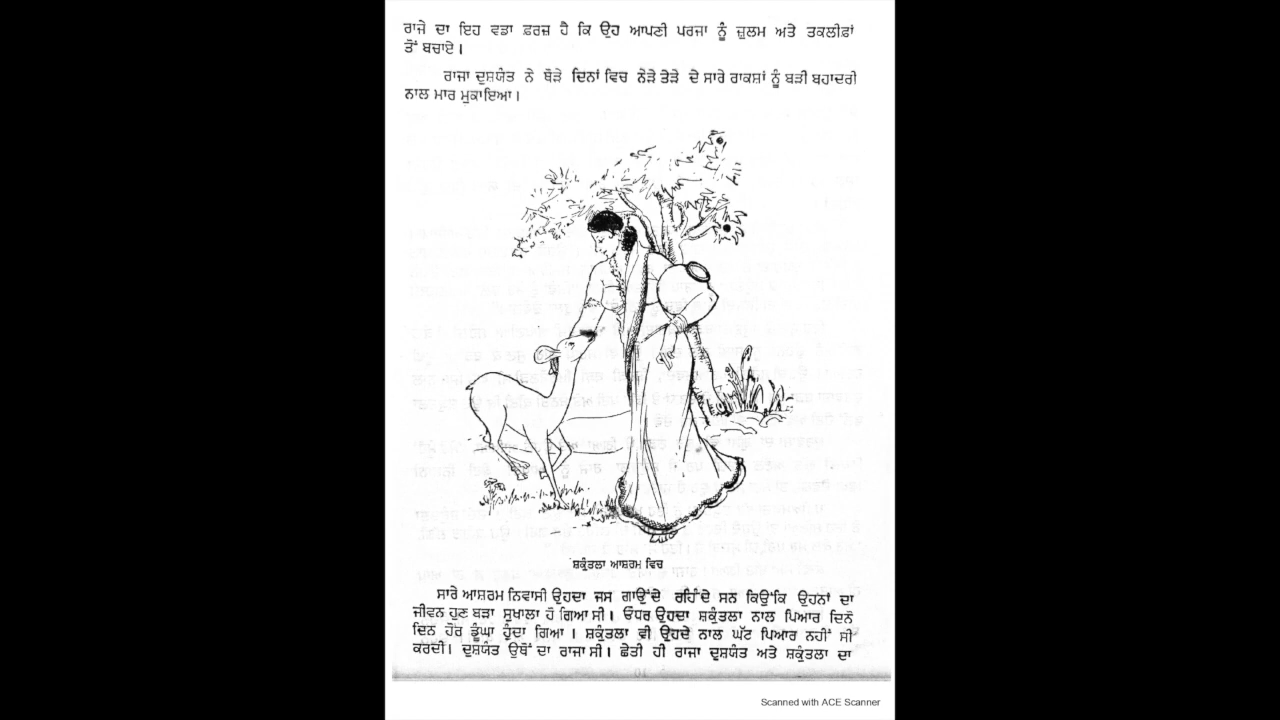 ਰਾਜੇ ਦਾ ਇਹ ਵਡਾ ਫ਼ਰਜ਼ ਹੈ ਕਿ ਉਹ ਆਪਣੀ ਪਰਜਾ ਨੂੰ ਜ਼ੁਲਮ ਅਤੇ ਤਕਲੀਫ਼ਾਂ
ਤੋਂ ਬਚਾਏ।
ਰਾਜਾ ਦੁਸ਼ਯੰਤ ਨੇ ਥੋੜੇ ਦਿਨਾਂ ਵਿਚ ਨੇੜੇ ਤੇੜੇ ਦੇ ਸਾਰੇ ਰਾਕਸ਼ਾਂ ਨੂੰ ਬੜੀ ਬਹਾਦਰੀ
ਨਾਲ ਮਾਰ ਮੁਕਾਇਆ।
ਸ਼ਕੁੰਤਲਾ ਆਸ਼ਰਮ ਵਿਚ
ਸਾਰੇ ਆਸ਼ਰਮ ਨਿਵਾਸੀ ਉਹਦਾ ਜਸ ਗਾਉਂਦੇ ਰਹਿੰਦੇ ਸਨ ਕਿਉਂਕਿ ਉਹਨਾਂ ਦਾ
ਜੀਵਨ ਹੁਣ ਬੜਾ ਸੁਖਾਲਾ ਹੋ ਗਿਆ ਸੀ। ਓਧਰ ਉਹਦਾ ਸ਼ਕੁੰਤਲਾ ਨਾਲ ਪਿਆਰ ਦਿਨੋ
ਦਿਨ ਹੋਰ ਡੂੰਘਾ ਹੁੰਦਾ ਗਿਆ। ਸ਼ਕੁੰਤਲਾ ਵੀ ਉਹਦੇ ਨਾਲ ਘੱਟ ਪਿਆਰ ਨਹੀਂ ਸੀ
ਕਰਦੀ। ਦੁਸ਼ਯੰਤ ਉਥੋਂ ਦਾ ਰਾਜਾ ਸੀ। ਛੇਤੀ ਹੀ ਰਾਜਾ ਦੁਸ਼ਯੰਤ ਅਤੇ ਸ਼ਕੁੰਤਲਾ ਦਾ
Scanned with ACE Scanner